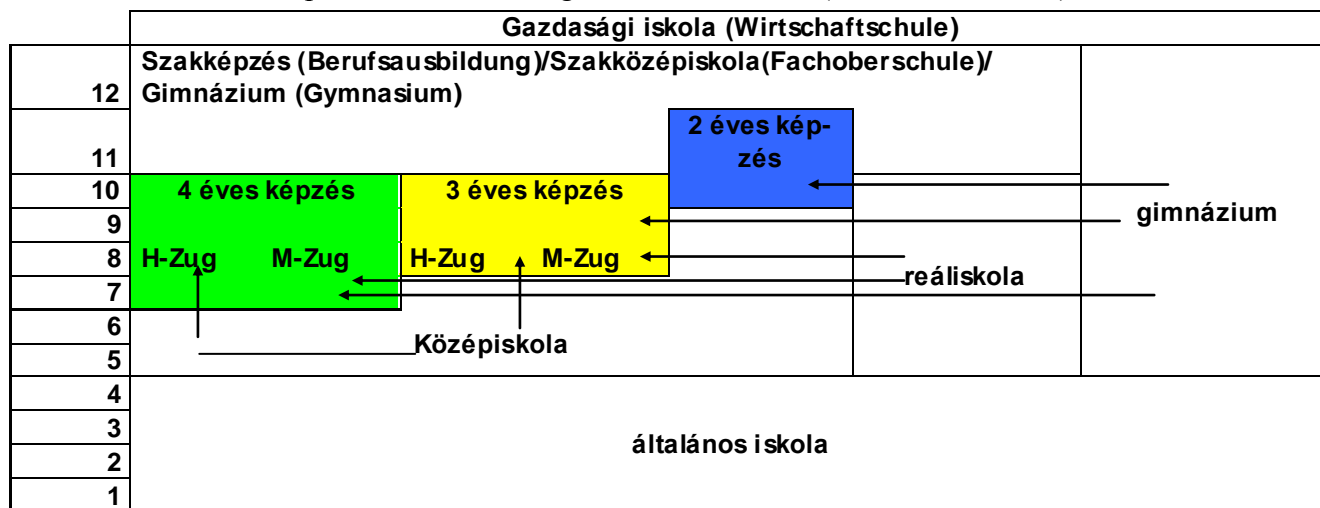 Gazdasági iskola (Wirtschaftschule)
Szakképzés (Berufsausbildung)/Szakközépiskola(Fachoberschule)/
12 Gimnázium (Gymnasium)
2 éves kép-
11 zés
10 4 éves képzés 3 éves képzés
9 gimnázium
8 H-Zug M-Zug H-Zug M-Zug
reáliskola
7
6
Középiskola
5
4
3
általános iskola
2
1